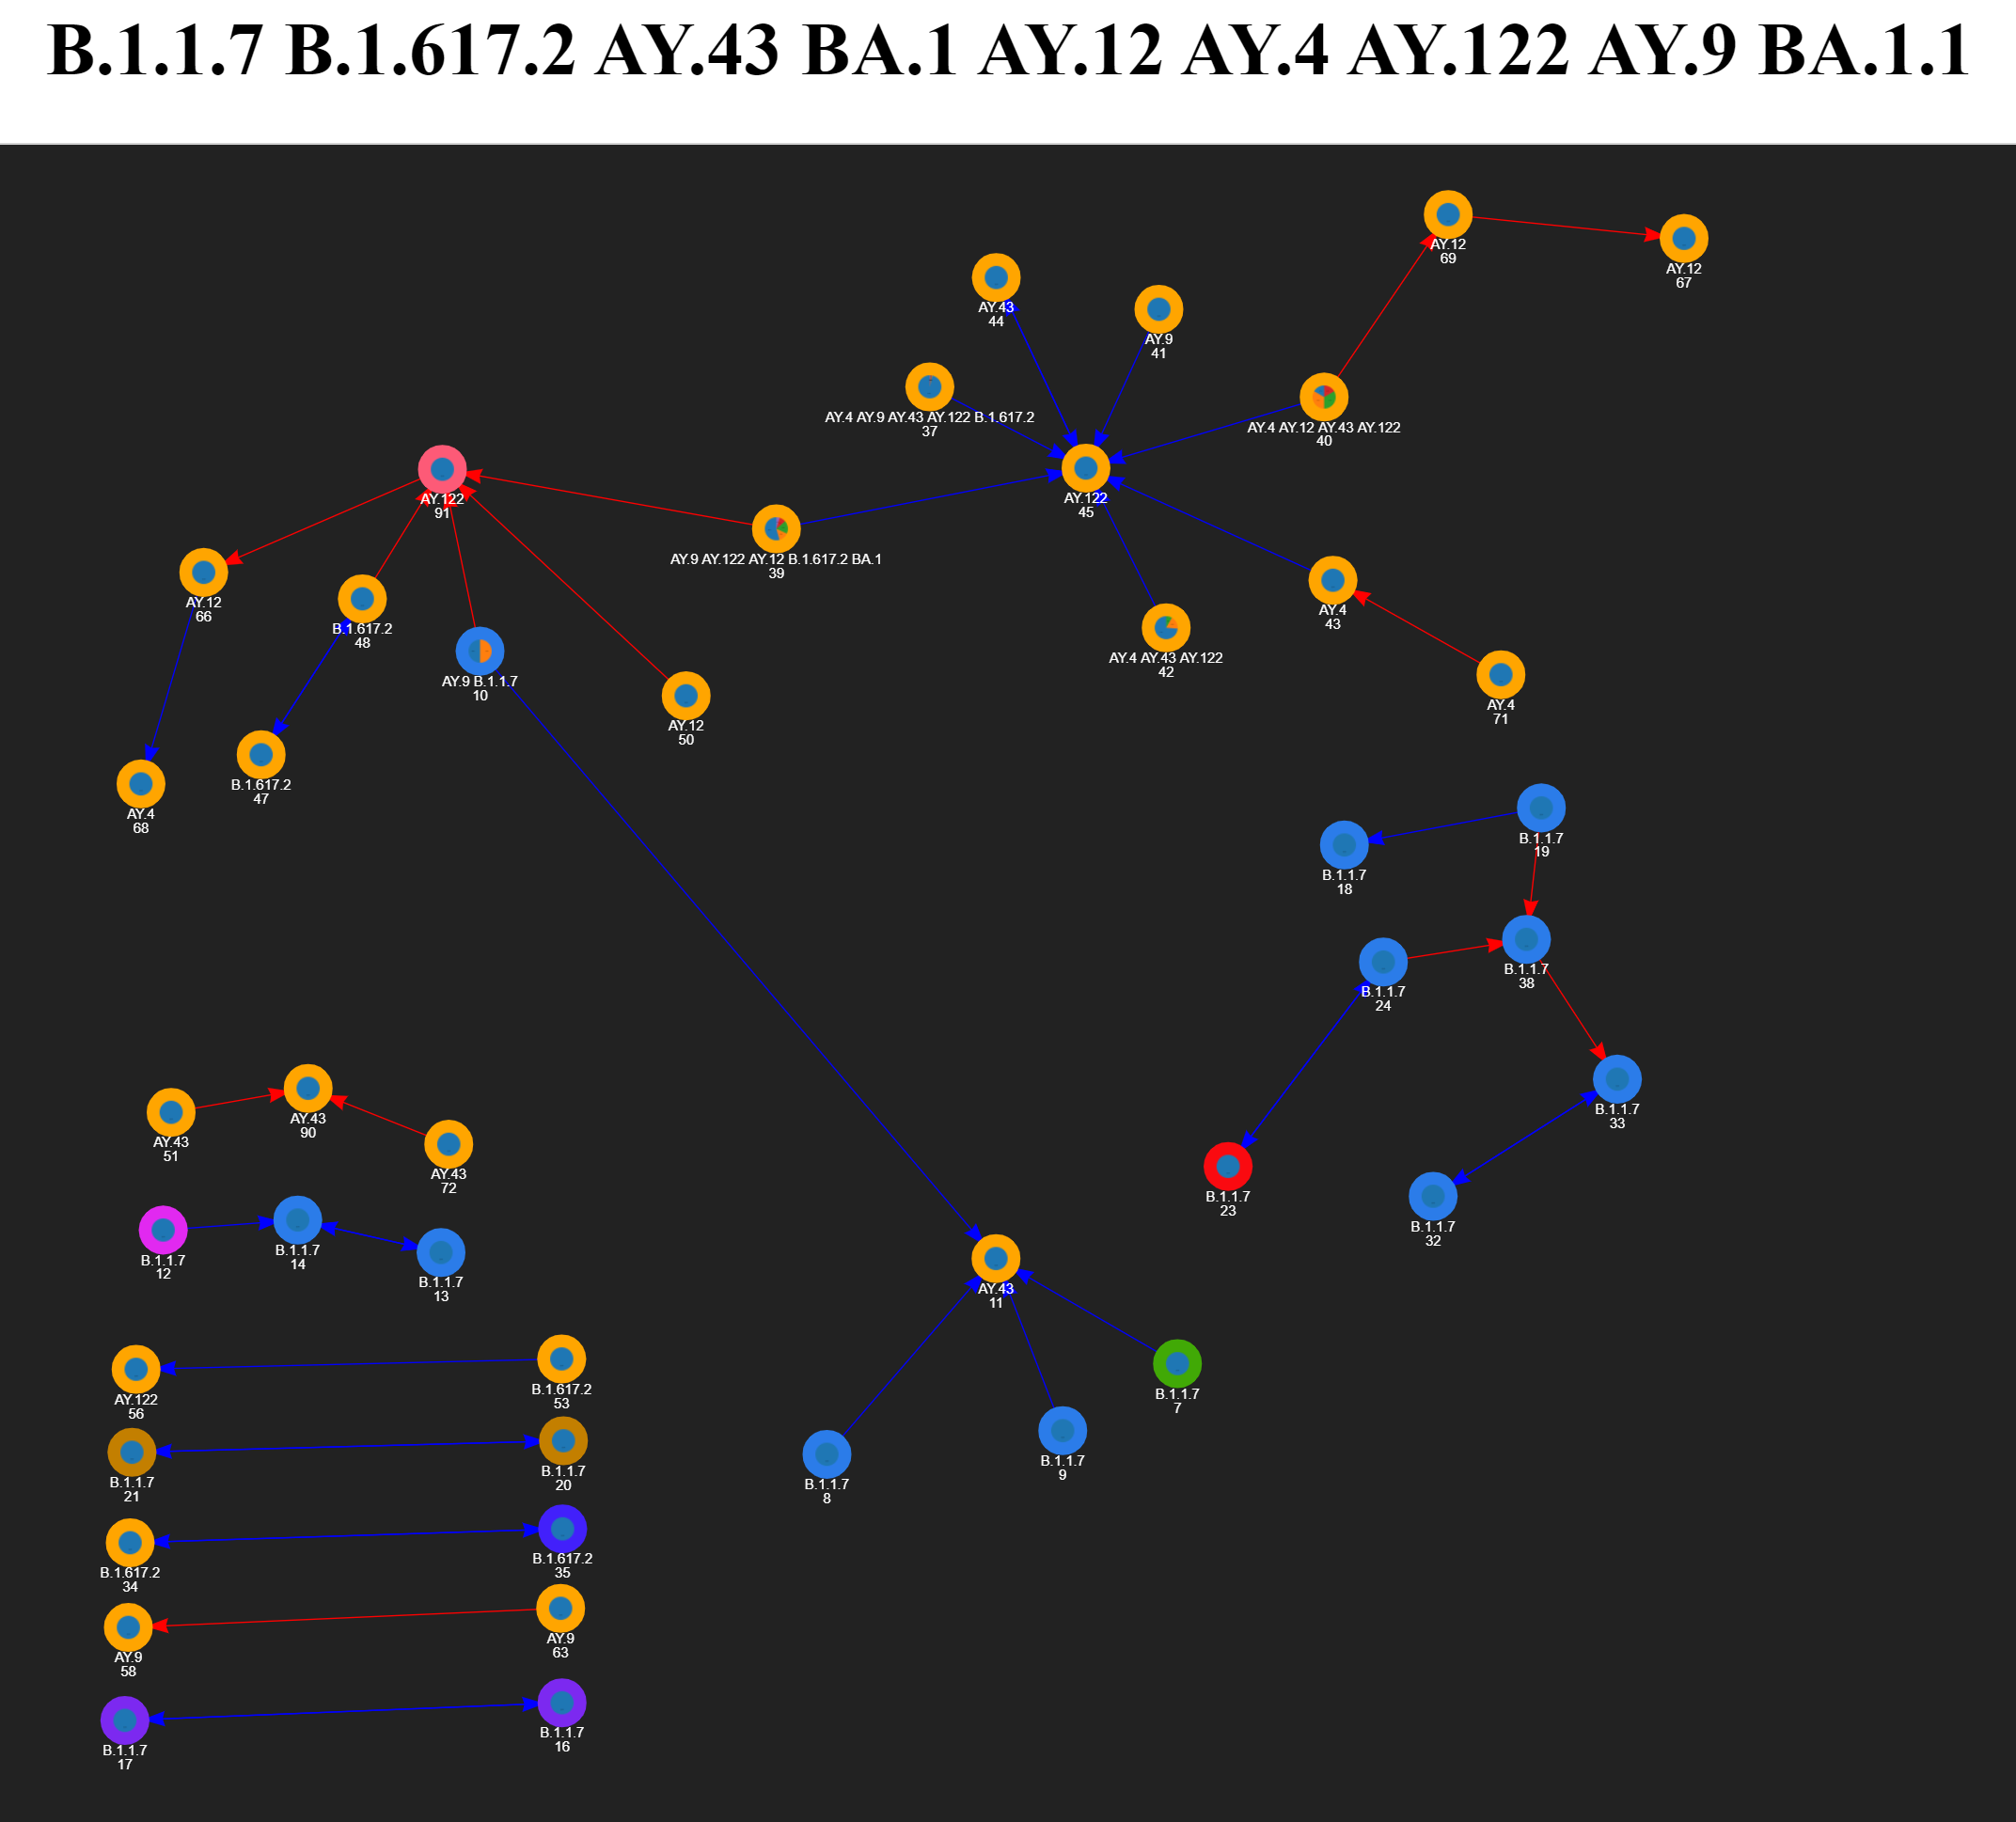 B.1.1.7 B.1.617.2 AY.43 BA.1 AY.12 AY.4 AY.122 AY.9 BA.1.1
AY.12
69
AY.12
67
AY.43
44
AY.9
41
AY.4 AY.9 AY.43 AY.122 B.1.617.2
37
AY.4 AY.12 AY.43 AY.122
40
AY.122
91
AY.122
45
AY.9 AY.122 AY.12 B.1.617.2 BA.1
39
AY.12
66
B.1.617.2
48
AY.4
43
AY.4 AY.43 AY.122
42
AY.9 B.1.1.7
10
AY.4
71
AY.12
50
B.1.617.2
47
AY.4
68
B.1.1.7
19
B.1.1.7
18
B.1.1.7
38
B.1.1.7
24
B.1.1.7
33
AY.43
90
AY.43
51
AY.43
72
B.1.1.7
23
B.1.1.7
32
B.1.1.7
14
B.1.1.7
12
B.1.1.7
13
AY.43
11
B.1.617.2
53
AY.122
56
B.1.1.7
7
B.1.1.7
9
B.1.1.7
8
B.1.1.7
20
B.1.1.7
21
B.1.617.2
35
B.1.617.2
34
AY.9
63
AY.9
58
B.1.1.7
16
B.1.1.7
17